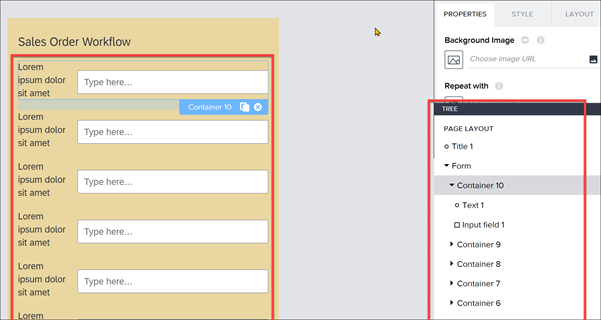 Sales Order Workflow
Lorem
ipsum dolor
sit amet
Type here...
Container 10
Lorem
ipsum dolor
sit amet
Type here...
Lorem
ipsum dolor
sit amet
Type here...
Lorem
ipsum dolor
sit amet
Type here...
Lorem
ipsum dolor
sit amet
Type here...
Lorem
PROPERTIES STYLE LAYOUT
Background Image
Choose image URL
Repeat with
TREE
PAGE LAYOUT
Title 1
Form
Container 10
Text 1
Input field 1
Container 9
Container 8
Container 7
Container 6